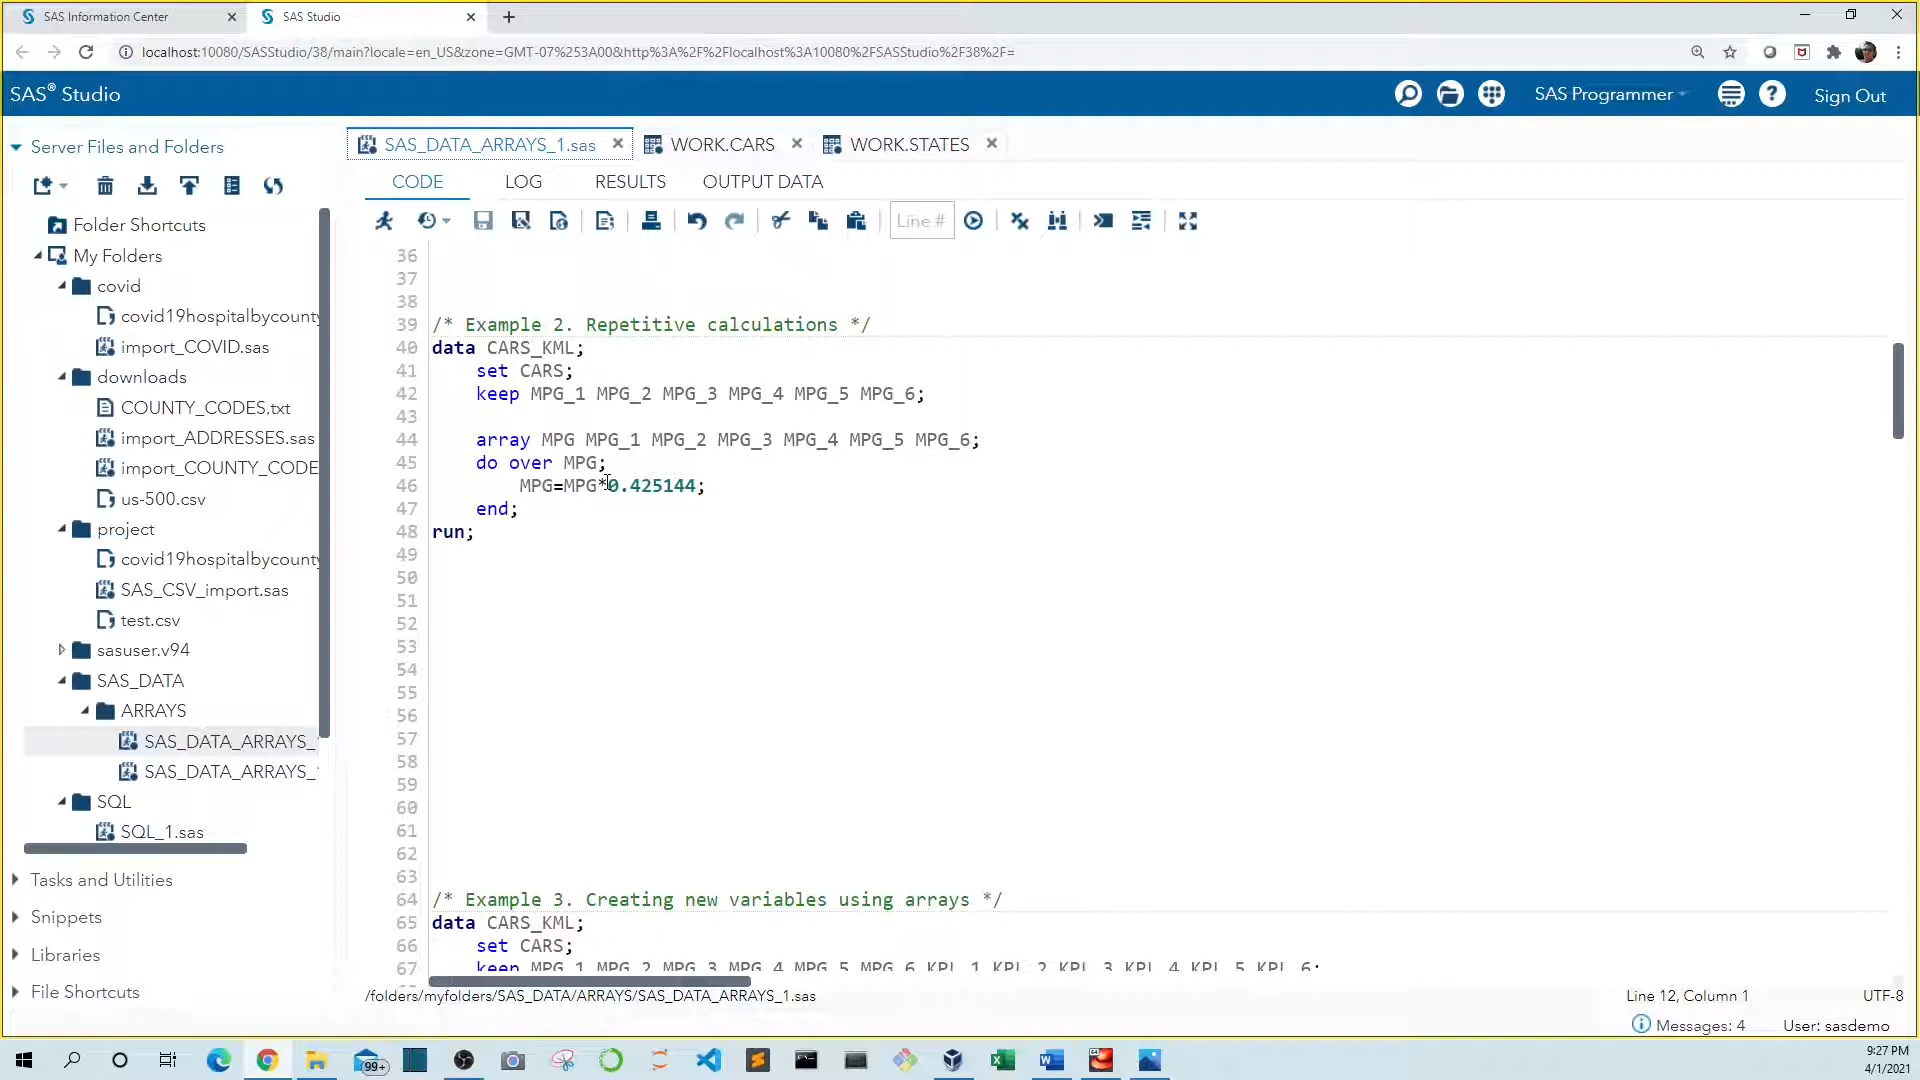 SAS Information Center
SAS Studio
localhost:10080/SASStudio/38/main?locale=en_US&zone=GMT-07%253A00&http%3A%2F%2Flocalhost%3A10080%2FSASStudio%2F38%2F=
SAS® Studio
SAS Programmer
Sign Out
Server Files and Folders
Folder Shortcuts
My Folders
covid
covid19hospitalbycounty
import_COVID.sas
downloads
COUNTY_CODES.txt
import_ADDRESSES.sas
import_COUNTY_CODE
us-500.csv
project
covid19hospitalbycounty
SAS_CSV_import.sas
test.csv
sasuser.v94
SAS_DATA
ARRAYS
SAS_DATA_ARRAYS_
SAS_DATA_ARRAYS_
SQL
SQL_1.sas
Tasks and Utilities
Snippets
Libraries
File Shortcuts
SAS_DATA_ARRAYS_1.sas
WORK.CARS
WORK.STATES
CODE
LOG
RESULTS
OUTPUT DATA
Line #
36
37
38
39 /* Example 2. Repetitive calculations */
40 data CARS_KML;
41 set CARS;
42 keep MPG_1 MPG_2 MPG_3 MPG_4 MPG_5 MPG_6;
43
44 array MPG MPG_1 MPG_2 MPG_3 MPG_4 MPG_5 MPG_6;
45 do over MPG;
46 MPG=MPG*0.425144;
47 end;
48 run;
49
50
51
52
53
54
55
56
57
58
59
60
61
62
63
64 /* Example 3. Creating new variables using arrays */
65 data CARS_KML;
66 set CARS;
67 keep MPG_1 MPG_2 MPG_3 MPG_4 MPG_5 MPG_6 KPL_1 KPL_2 KPL_3 KPL_4 KPL_5 KPL_6;
/folders/myfolders/SAS_DATA/ARRAYS/SAS_DATA_ARRAYS_1.sas
Line 12, Column 1
UTF-8
Messages: 4
User: sasdemo
99+
9:27 PM
4/1/2021